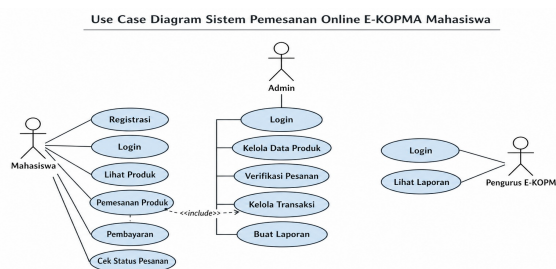 Use Case Diagram Sistem Pemesanan Online E-KOPMA Mahasiswa
Admin
Mahasiswa
Registrasi
Login
Lihat Produk
Pemesanan Produk
Pembayaran
Cek Status Pesanan
<<include>>
Login
Kelola Data Produk
Verifikasi Pesanan
Kelola Transaksi
Buat Laporan
Login
Lihat Laporan
Pengurus E-KOPM